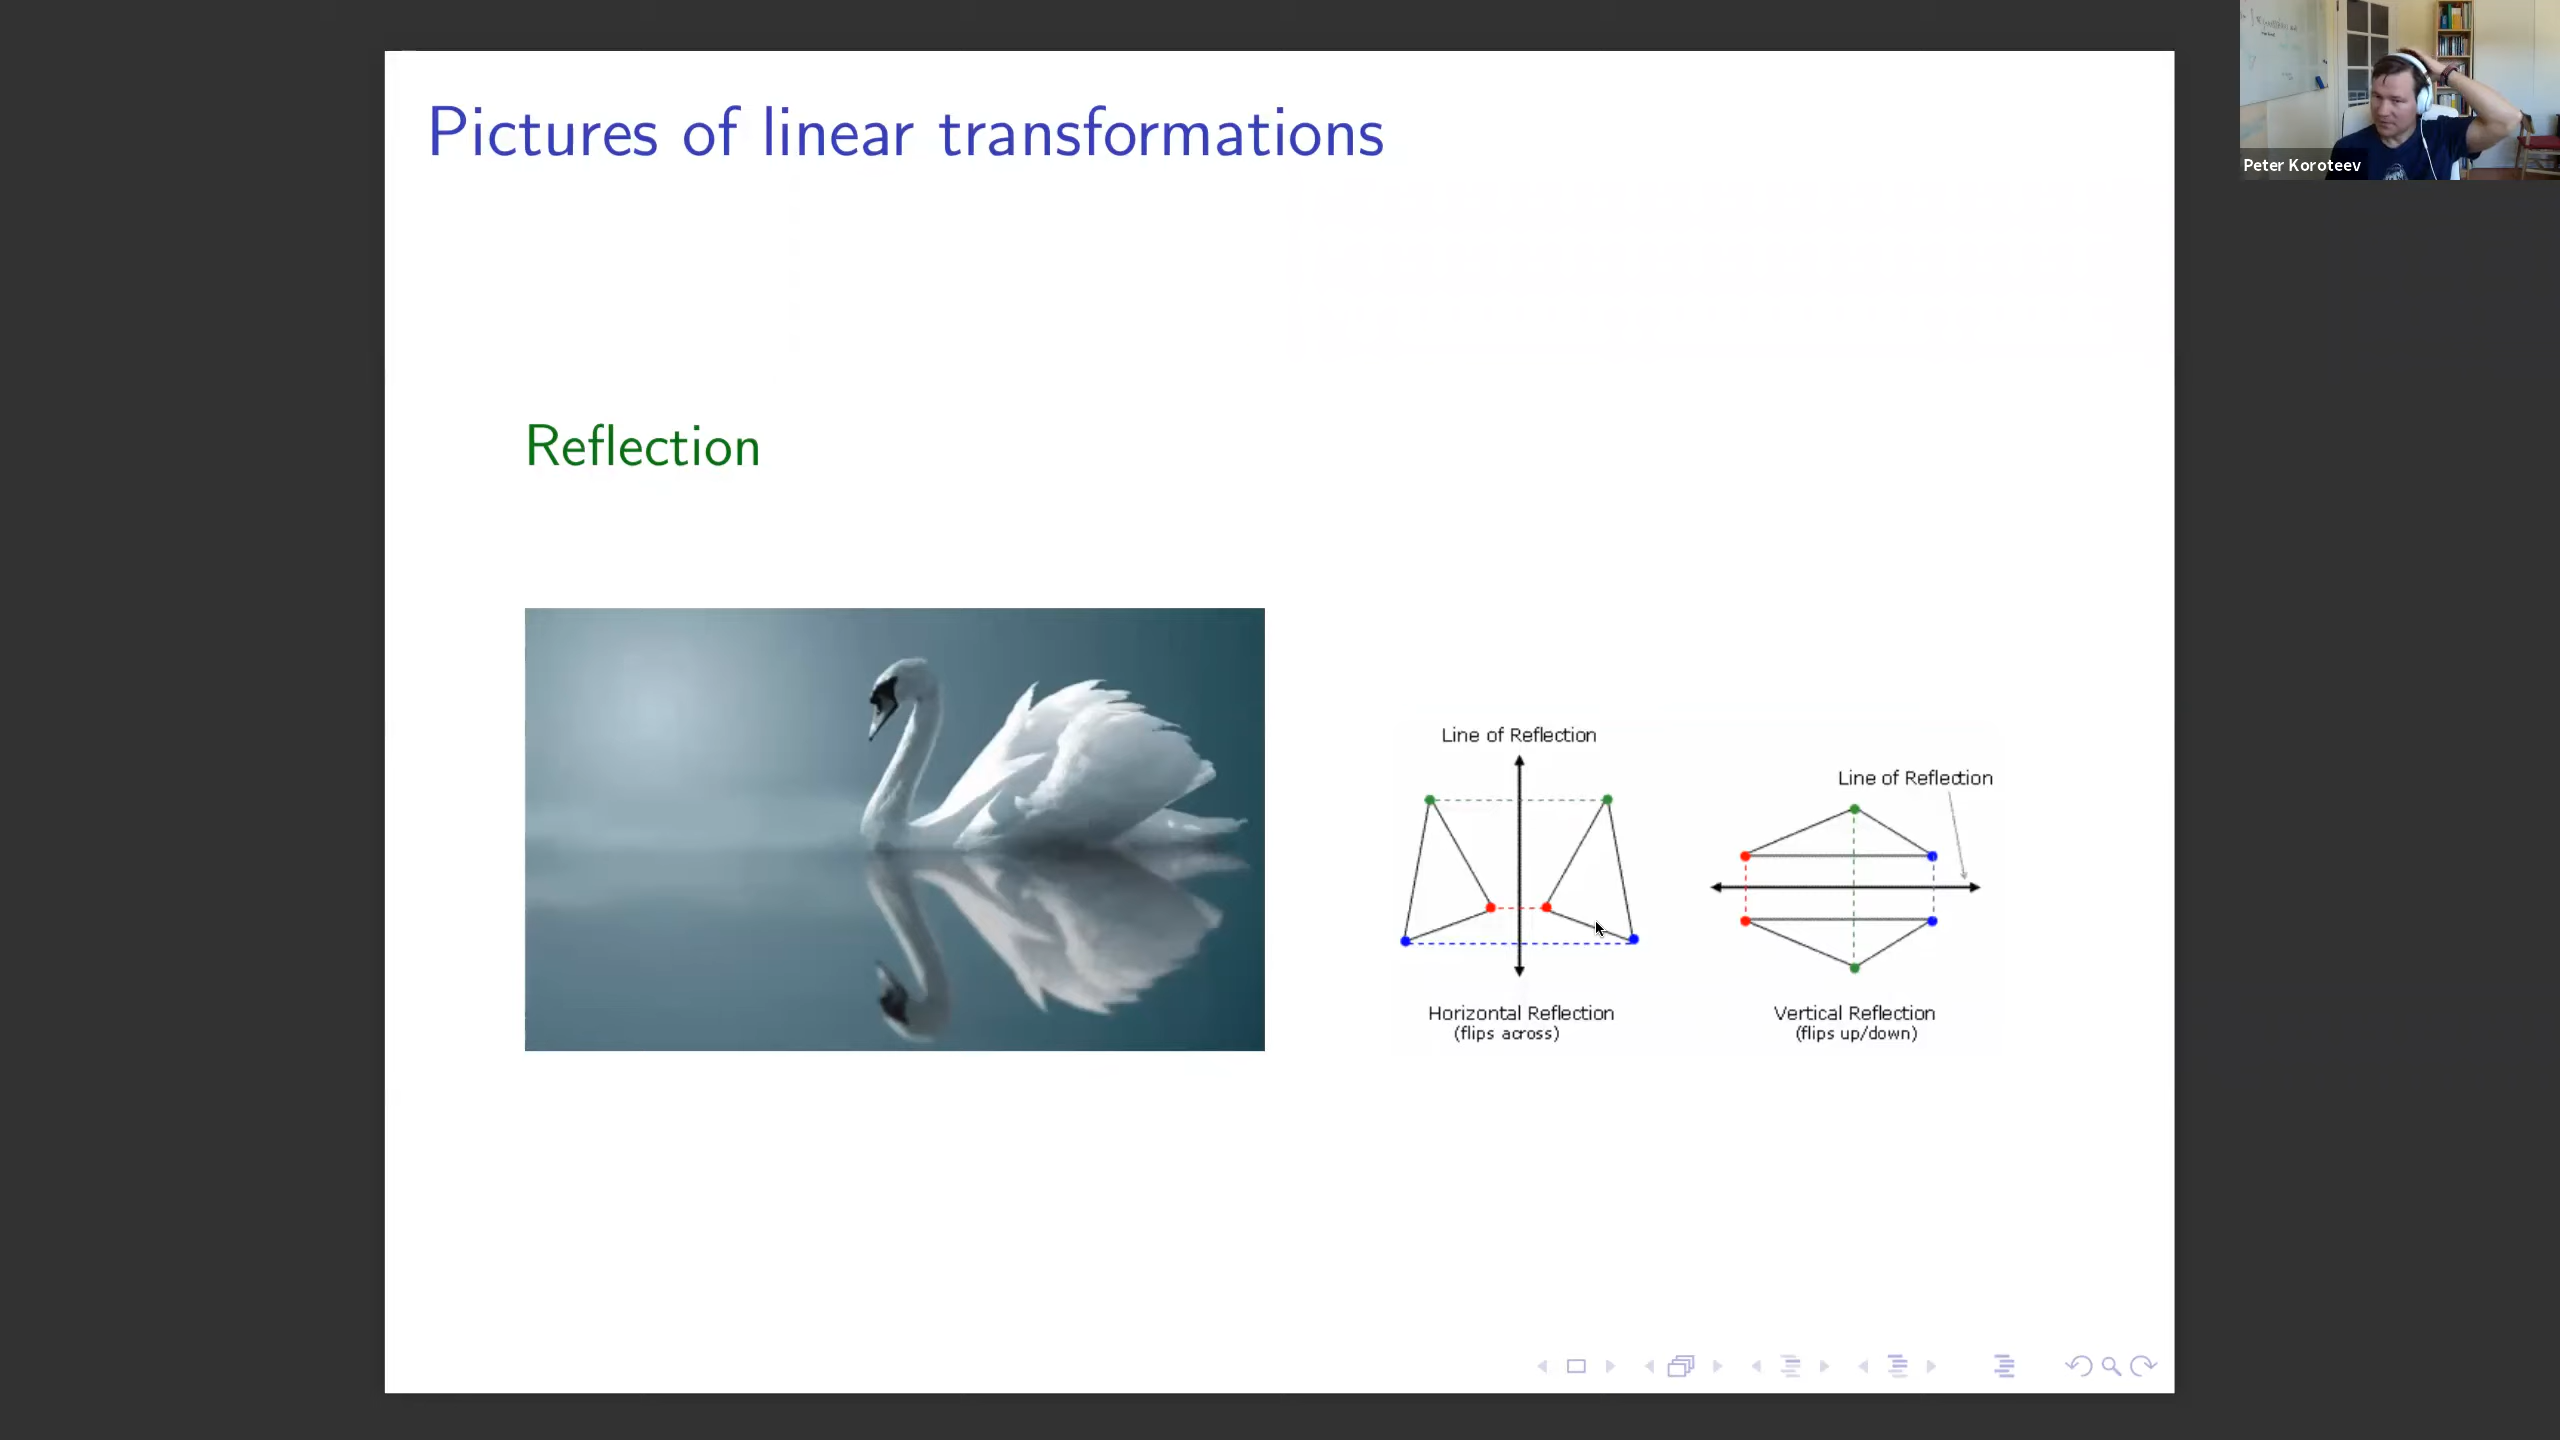 Pictures of linear transformations
Peter Koroteev
Reflection
Line of Reflection
Line of Reflection
Horizontal Reflection
(flips across)
Vertical Reflection
(flips up/down)